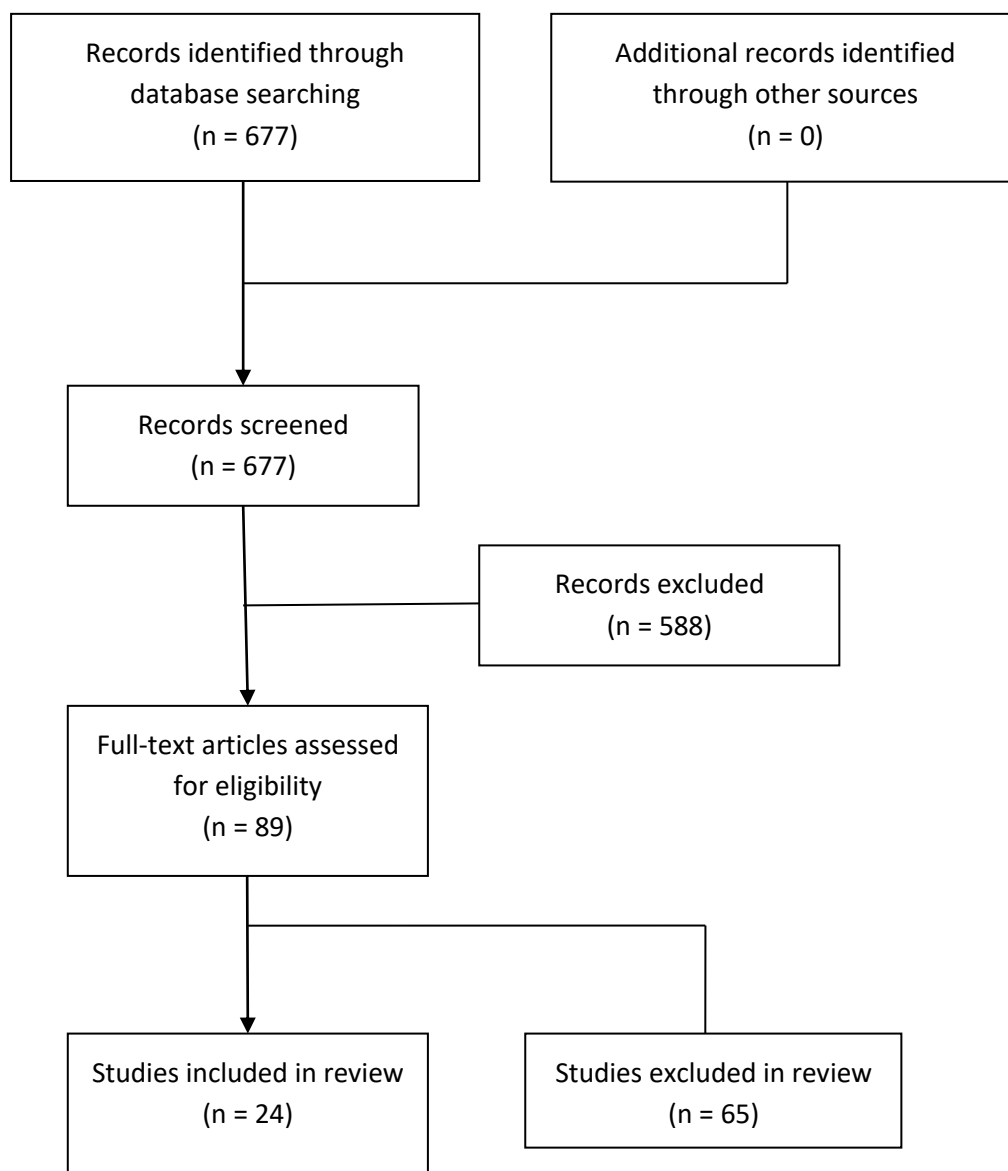 Records identified through
database searching
(n = 677)
Additional records identified
through other sources
(n = 0)
Records screened
(n = 677)
Records excluded
(n = 588)
Full-text articles assessed
for eligibility
(n = 89)
Studies included in review
(n = 24)
Studies excluded in review
(n = 65)